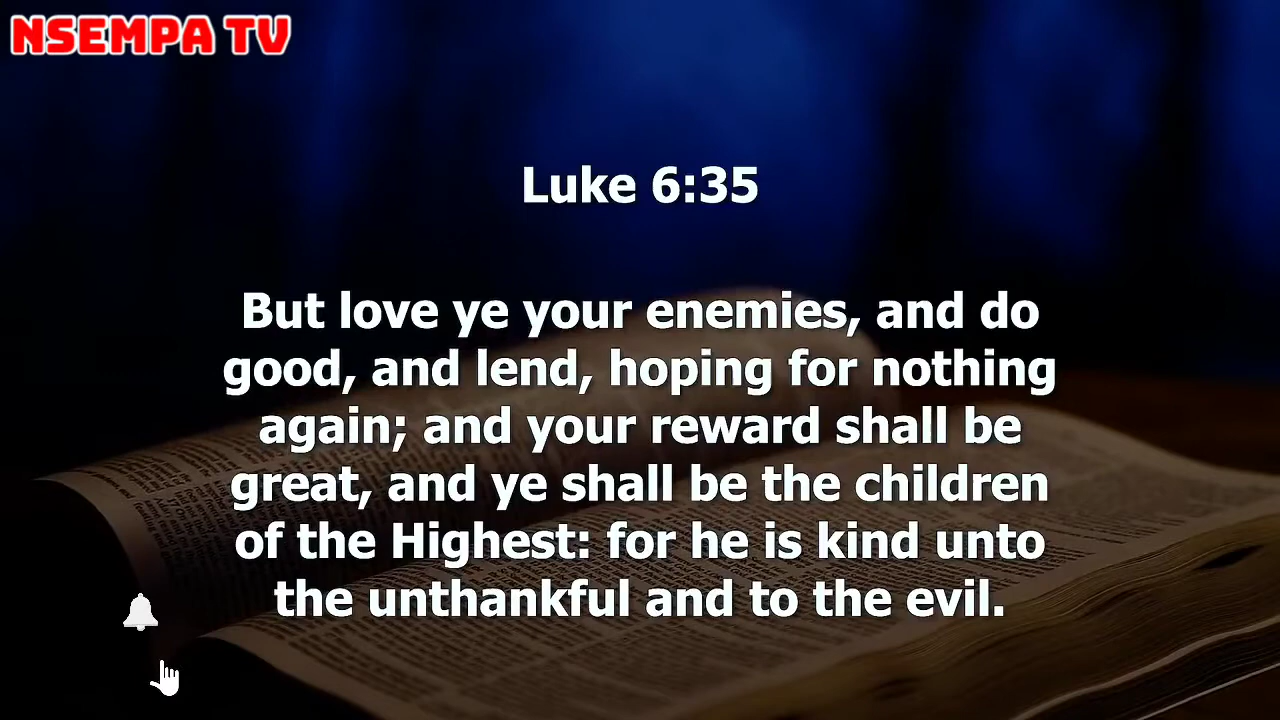 NSEMPA TV
Luke 6:35
But love ye your enemies, and do
good, and lend, hoping for nothing
again; and your reward shall be
great, and ye shall be the children
of the Highest: for he is kind unto
the unthankful and to the evil.